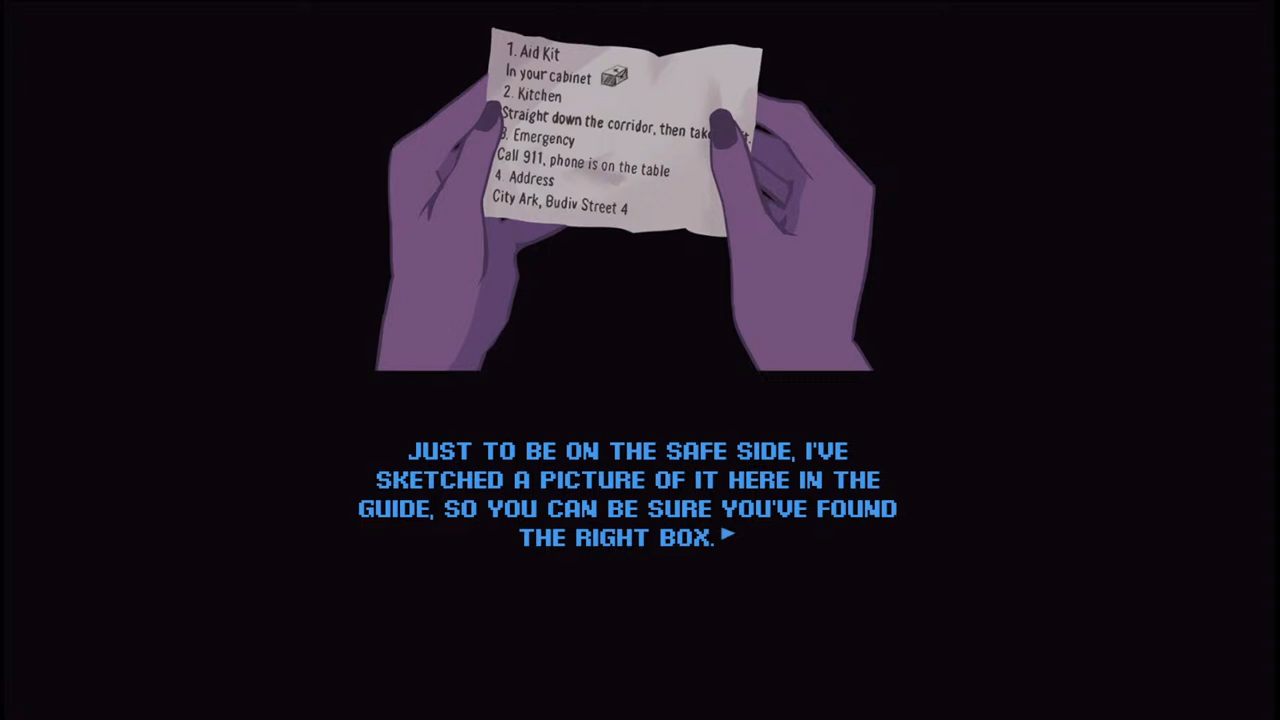 1. Aid Kit
In your cabinet
2. Kitchen
Straight down the corridor, then take
3. Emergency
Call 911, phone is on the table
4 Address
City Ark, Budiv Street 4
JUST TO BE ON THE SAFE SIDE, I'VE
SKETCHED A PICTURE OF IT HERE IN THE
GUIDE, SO YOU CAN BE SURE YOU'VE FOUND
THE RIGHT BOX.